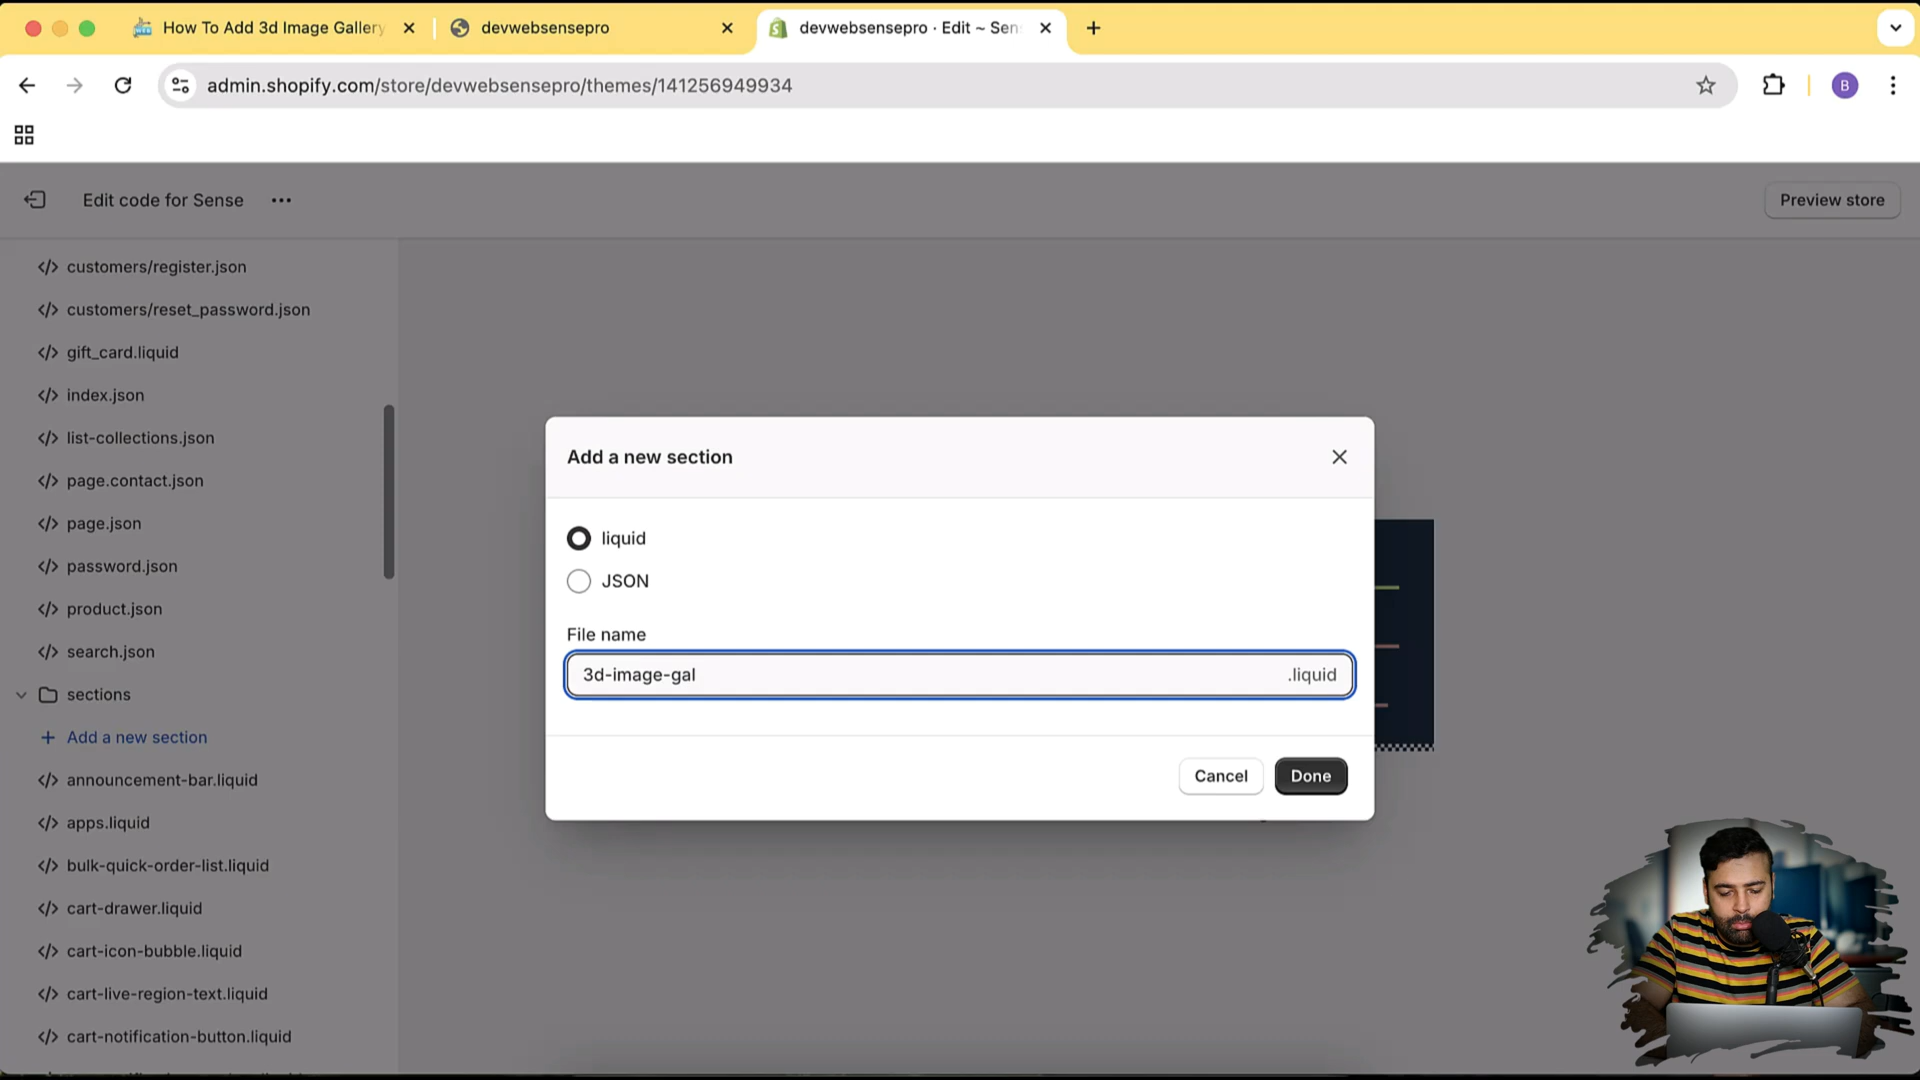 How To Add 3d Image Gallery
devwebsensepro
devwebsensepro · Edit ~ Sen
admin.shopify.com/store/devwebsensepro/themes/141256949934
B
Edit code for Sense
Preview store
customers/register.json
customers/reset_password.json
gift_card.liquid
index.json
list-collections.json
page.contact.json
page.json
password.json
product.json
search.json
sections
Add a new section
announcement-bar.liquid
apps.liquid
bulk-quick-order-list.liquid
cart-drawer.liquid
cart-icon-bubble.liquid
cart-live-region-text.liquid
cart-notification-button.liquid
Add a new section
liquid
JSON
File name
3d-image-gal
.liquid
Cancel
Done